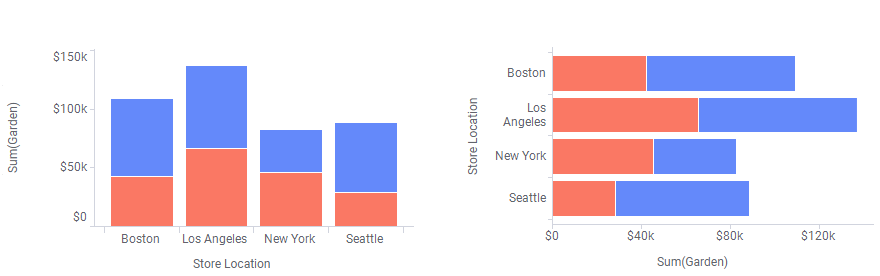 $150k
$100k
$50k
$0
Sum(Garden)
Boston
Los Angeles
New York
Seattle
Store Location
Store Location
Boston
Los
Angeles
New York
Seattle
$0
$40k
$80k
$120k
Sum(Garden)